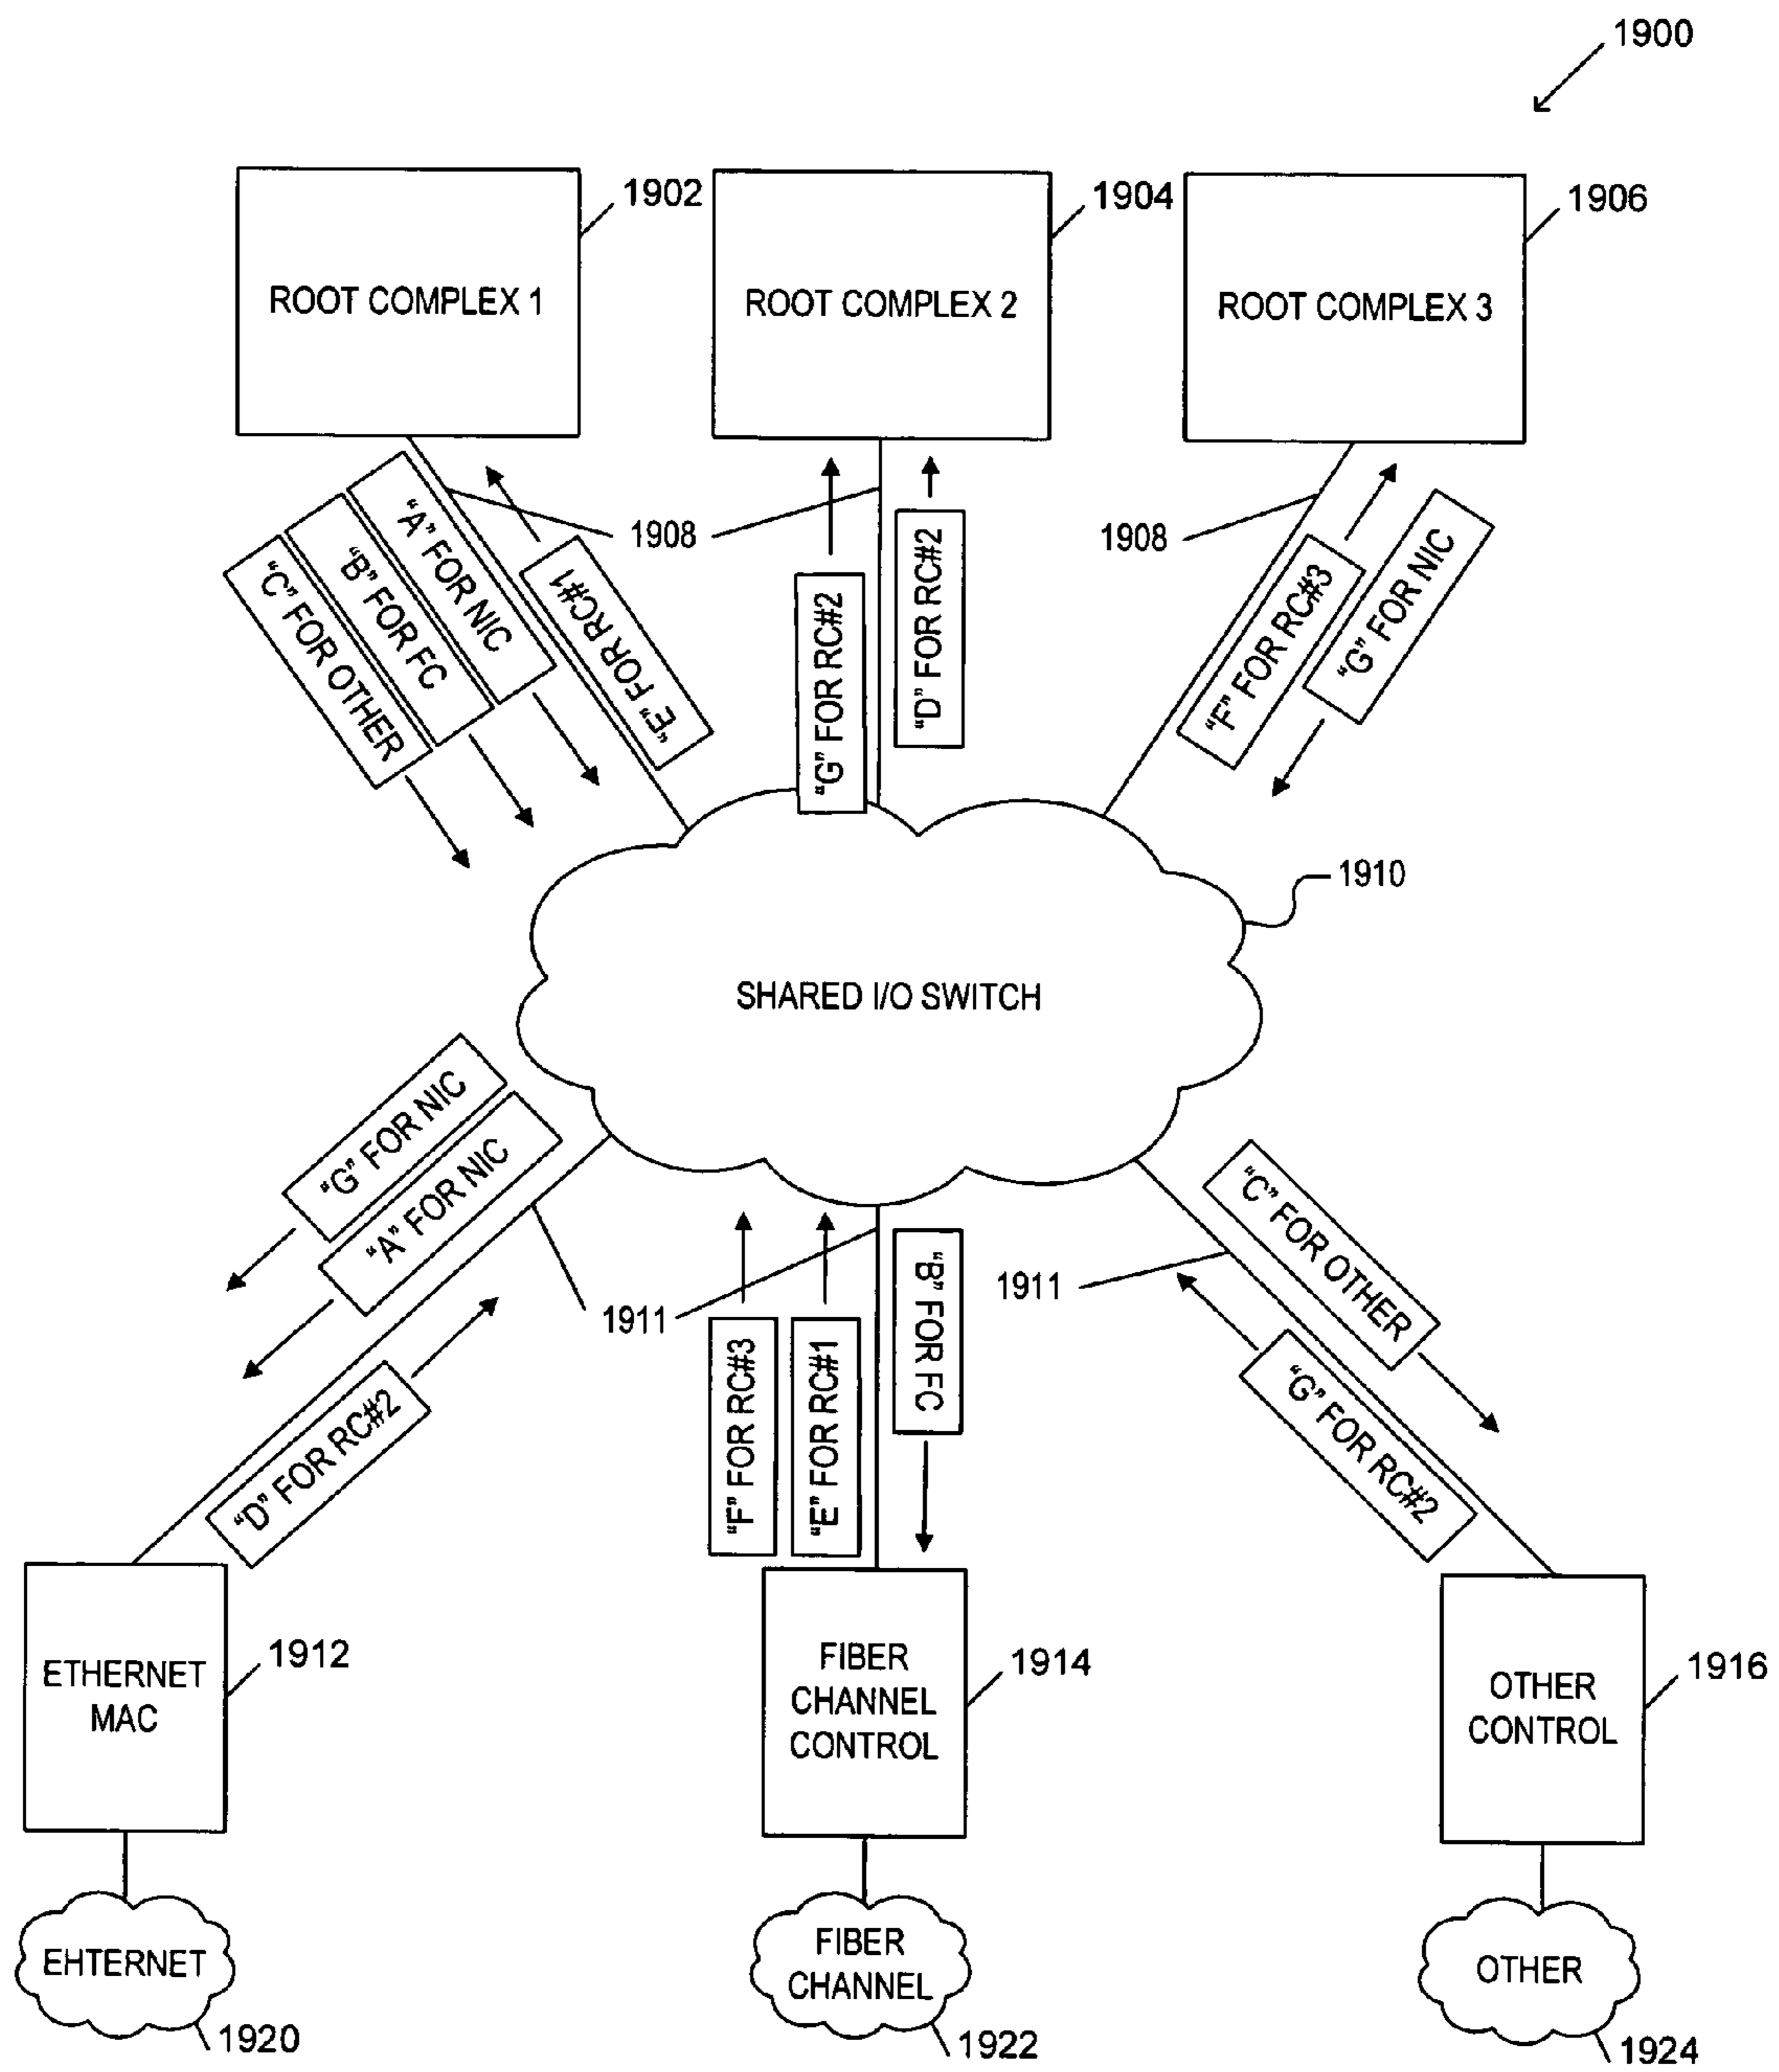 1900
1902
1904
1906
ROOT COMPLEX 1
ROOT COMPLEX 2
ROOT COMPLEX 3
"A" FOR NIC
"B" FOR FC
"C" FOR OTHER
"E" FOR RC#1
1908
"G" FOR RC#2
"D" FOR RC#2
1908
"F" FOR RC#3
"G" FOR NIC
1910
SHARED I/O SWITCH
"G" FOR NIC
"A" FOR NIC
"D" FOR RC#2
1911
"F" FOR RC#3
"E" FOR RC#1
"B" FOR FC
1911
"C" FOR OTHER
"G" FOR RC#2
ETHERNET
MAC
1912
FIBER
CHANNEL
CONTROL
1914
OTHER
CONTROL
1916
EHTERNET
1920
FIBER
CHANNEL
1922
OTHER
1924